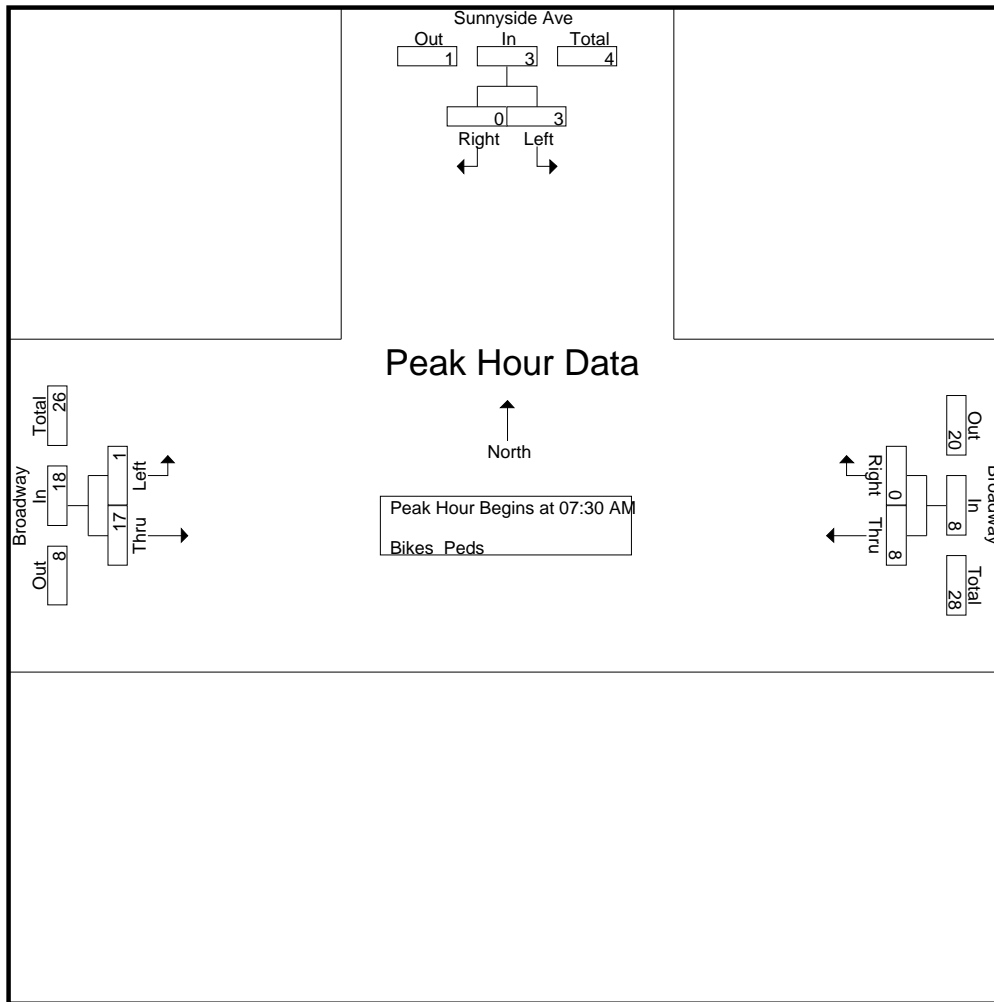 Sunnyside Ave
Out In Total
1 3 4
0 3
Right Left
Peak Hour Data
North
Peak Hour Begins at 07:30 AM
Bikes Peds
Broadway
Out In Total
8 18 26
Left Thru
1 17
Broadway
Out In Total
20 8 28
Right Thru
0 8